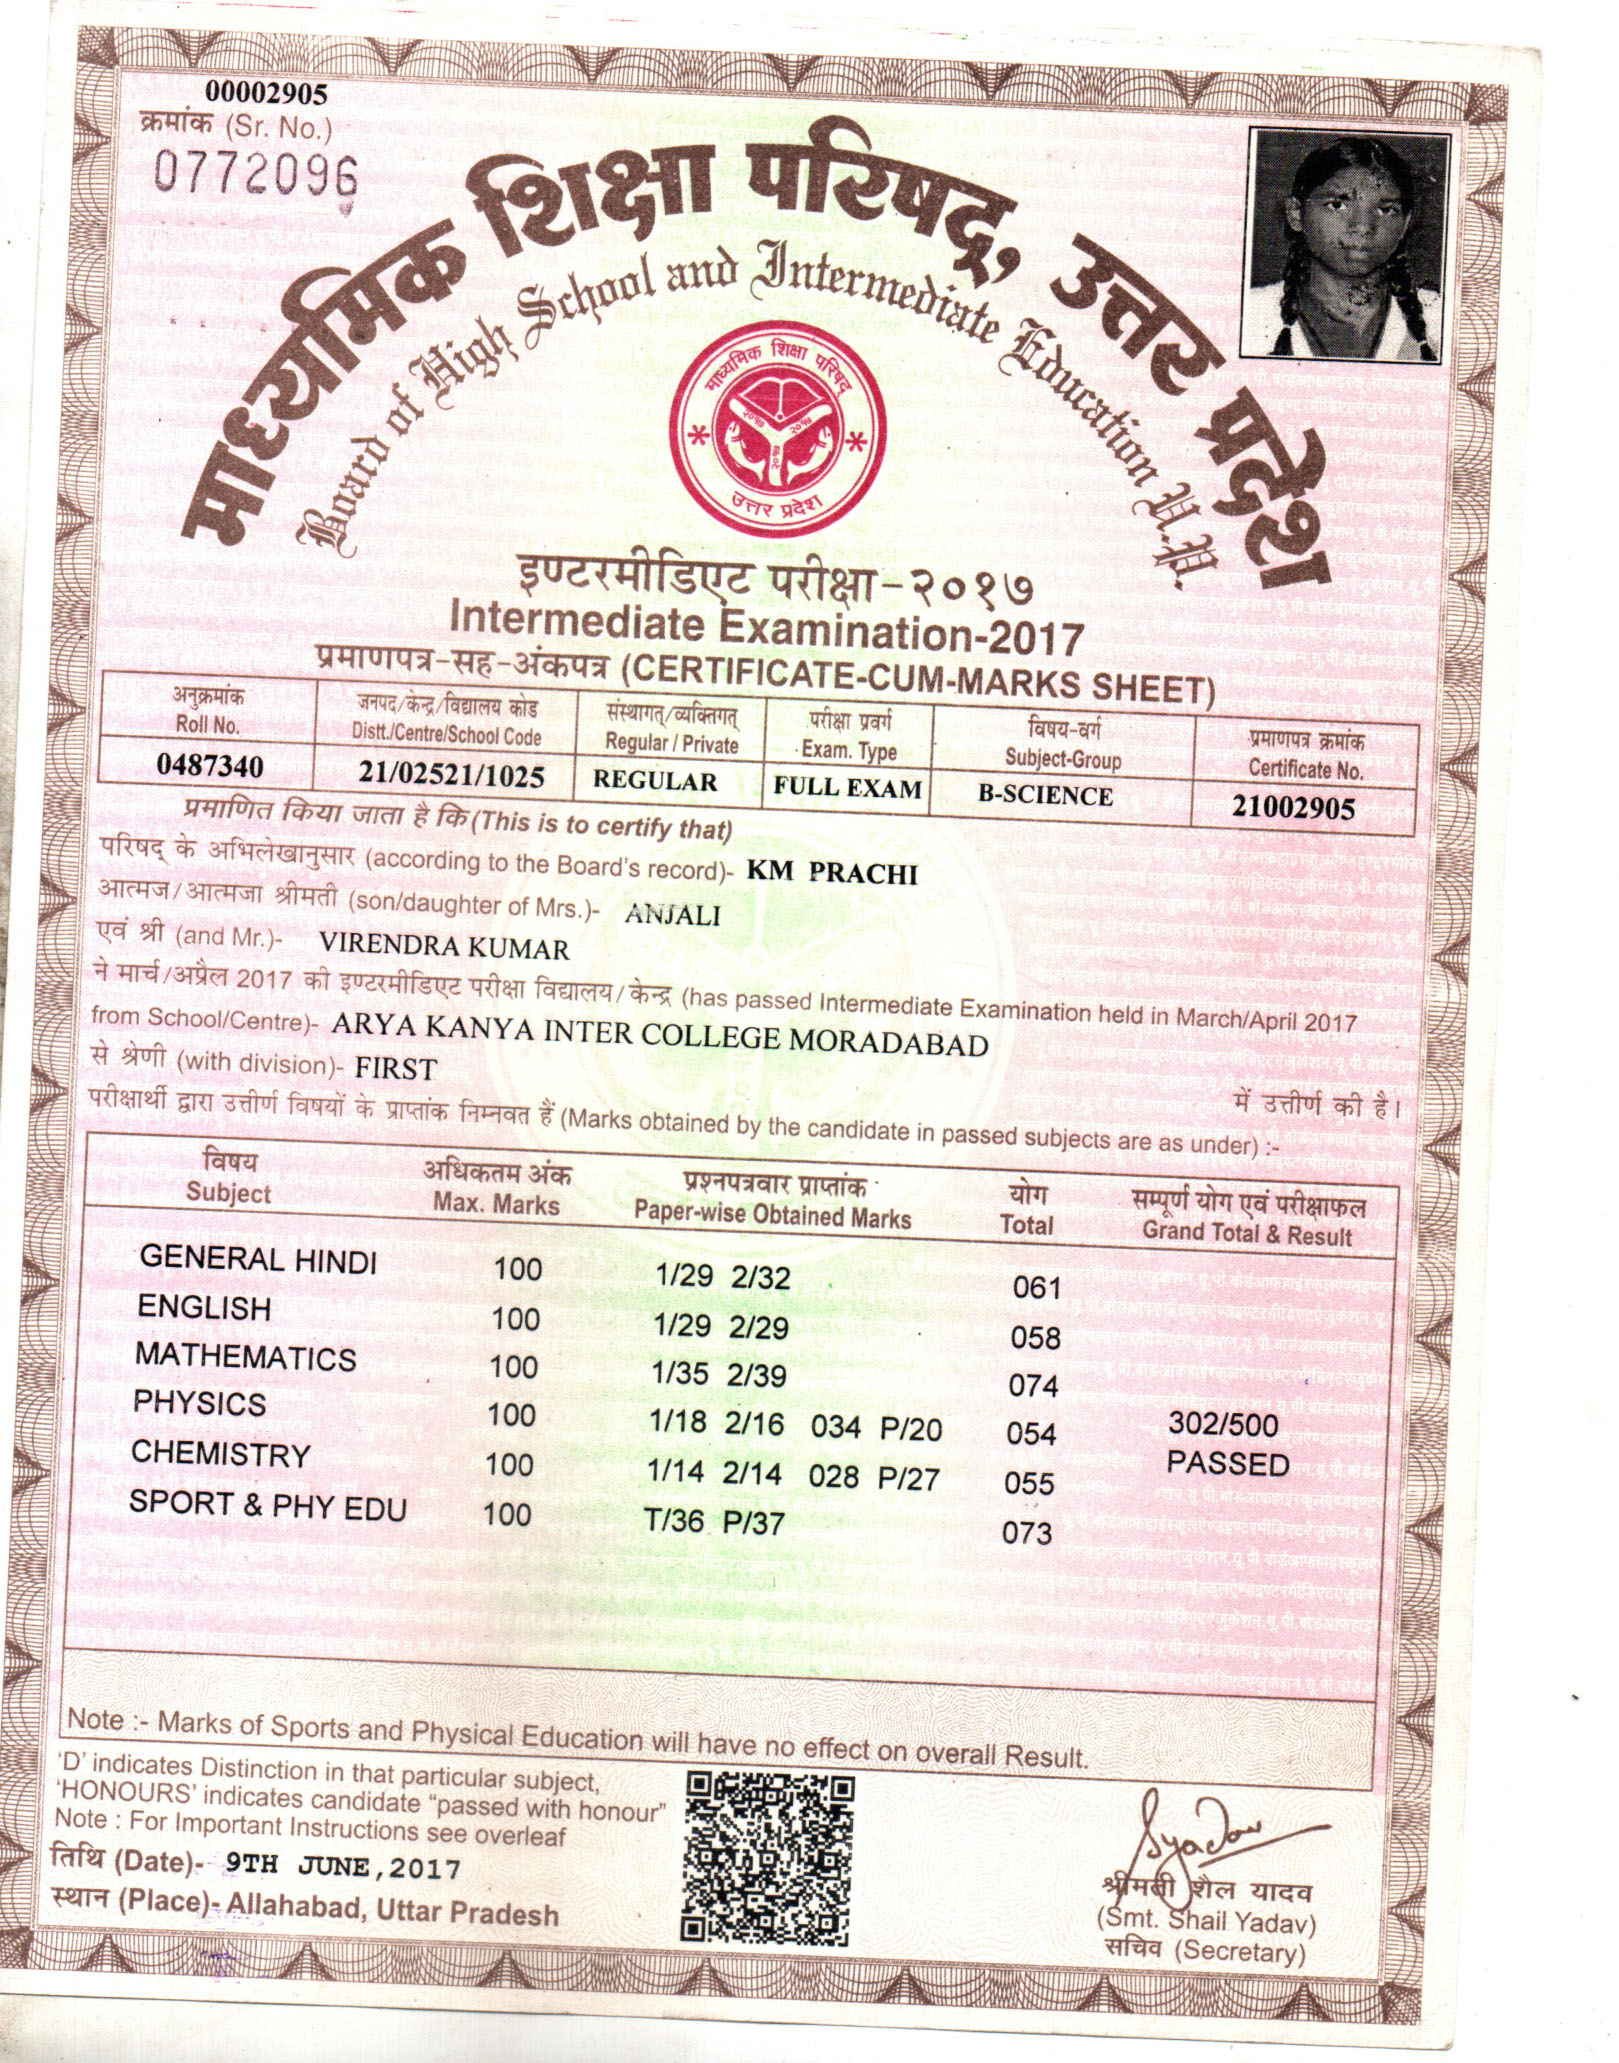 00002905
क्रमांक (Sr. No.)
0772096
माध्यमिक शिक्षा परिषद्, उत्तर प्रदेश
Board of High School and Intermediate Education U.P.
माध्यमिक शिक्षा परिषद्
२०१७ २०१७
२०१७
उत्तर प्रदेश
इण्टरमीडिएट परीक्षा-२०१७
Intermediate Examination-2017
प्रमाणपत्र-सह-अंकपत्र (CERTIFICATE-CUM-MARKS SHEET)
अनुक्रमांक जनपद/केन्द्र/विद्यालय कोड संस्थागत्/व्यक्तिगत् परीक्षा प्रवर्ग विषय-वर्ग प्रमाणपत्र क्रमांक
Roll No. Distt./Centre/School Code Regular / Private Exam. Type Subject-Group Certificate No.
0487340 21/02521/1025 REGULAR FULL EXAM B-SCIENCE 21002905
प्रमाणित किया जाता है कि (This is to certify that)
परिषद् के अभिलेखानुसार (according to the Board's record)- KM PRACHI
आत्मज/आत्मजा श्रीमती (son/daughter of Mrs.)- ANJALI
एवं श्री (and Mr.)- VIRENDRA KUMAR
ने मार्च/अप्रैल 2017 की इण्टरमीडिएट परीक्षा विद्यालय/केन्द्र (has passed Intermediate Examination held in March/April 2017
from School/Centre)- ARYA KANYA INTER COLLEGE MORADABAD
से श्रेणी (with division)- FIRST
में उत्तीर्ण की है।
परीक्षार्थी द्वारा उत्तीर्ण विषयों के प्राप्तांक निम्नवत हैं (Marks obtained by the candidate in passed subjects are as under) :-
विषय अधिकतम अंक प्रश्नपत्रवार प्राप्तांक योग सम्पूर्ण योग एवं परीक्षाफल
Subject Max. Marks Paper-wise Obtained Marks Total Grand Total & Result
GENERAL HINDI 100 1/29 2/32 061
ENGLISH 100 1/29 2/29 058
MATHEMATICS 100 1/35 2/39 074
PHYSICS 100 1/18 2/16 034 P/20 054 302/500
CHEMISTRY 100 1/14 2/14 028 P/27 055 PASSED
SPORT & PHY EDU 100 T/36 P/37 073
Note :- Marks of Sports and Physical Education will have no effect on overall Result.
'D' indicates Distinction in that particular subject,
'HONOURS' indicates candidate "passed with honour"
Note : For Important Instructions see overleaf
तिथि (Date)- 9TH JUNE,2017
स्थान (Place)- Allahabad, Uttar Pradesh
Syadav
श्रीमती शैल यादव
(Smt. Shail Yadav)
सचिव (Secretary)